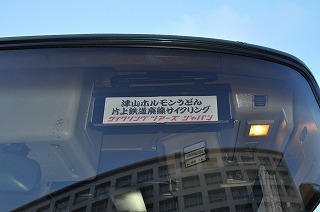 津山ホルモンうどん
片上鉄道廃線サイクリング
サイクリングツアーズ ジャパン